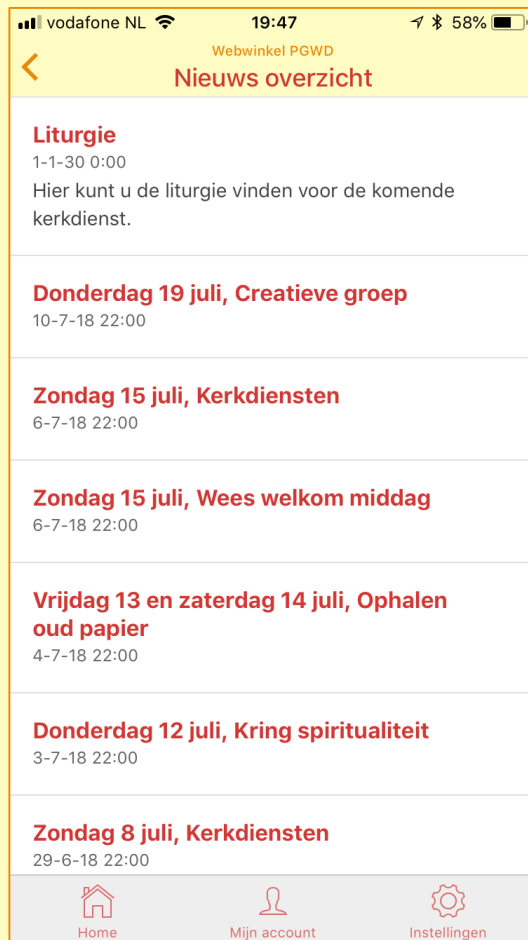 vodafone NL 19:47 58%
Webwinkel PGWD
Nieuws overzicht
Liturgie
1-1-30 0:00
Hier kunt u de liturgie vinden voor de komende
kerkdienst.
Donderdag 19 juli, Creatieve groep
10-7-18 22:00
Zondag 15 juli, Kerkdiensten
6-7-18 22:00
Zondag 15 juli, Wees welkom middag
6-7-18 22:00
Vrijdag 13 en zaterdag 14 juli, Ophalen
oud papier
4-7-18 22:00
Donderdag 12 juli, Kring spiritualiteit
3-7-18 22:00
Zondag 8 juli, Kerkdiensten
29-6-18 22:00
Home Mijn account Instellingen